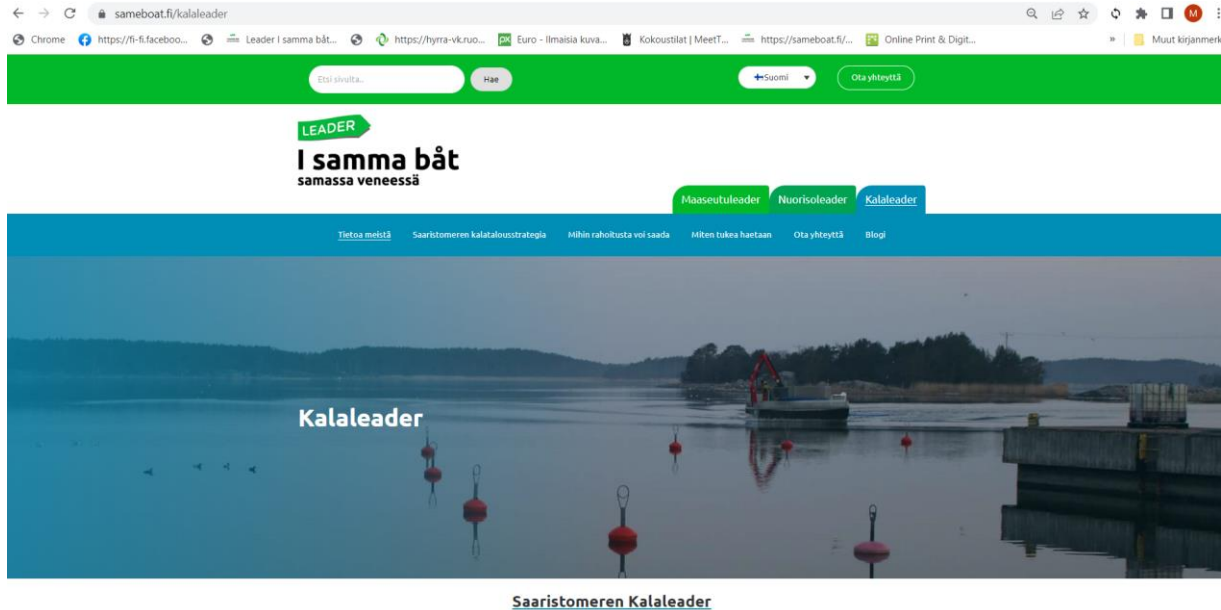 sameboat.fi/kalaleader
M
Chrome https://fi-fi.faceboo... Leader I samma båt... https://hyrra-vk.ruo... px Euro - Ilmaisia kuva... Kokoustilat | MeetT... https://sameboat.fi/... Online Print & Digit... » Muut kirjanmerk
Etsi sivulta.. Hae Suomi Ota yhteyttä
LEADER
I samma båt
samassa veneessä
Maaseutuleader Nuorisoleader Kalaleader
Tietoa meistä Saaristomeren kalatalousstrategia Mihin rahoitusta voi saada Miten tukea haetaan Ota yhteyttä Blogi
Kalaleader
Saaristomeren Kalaleader